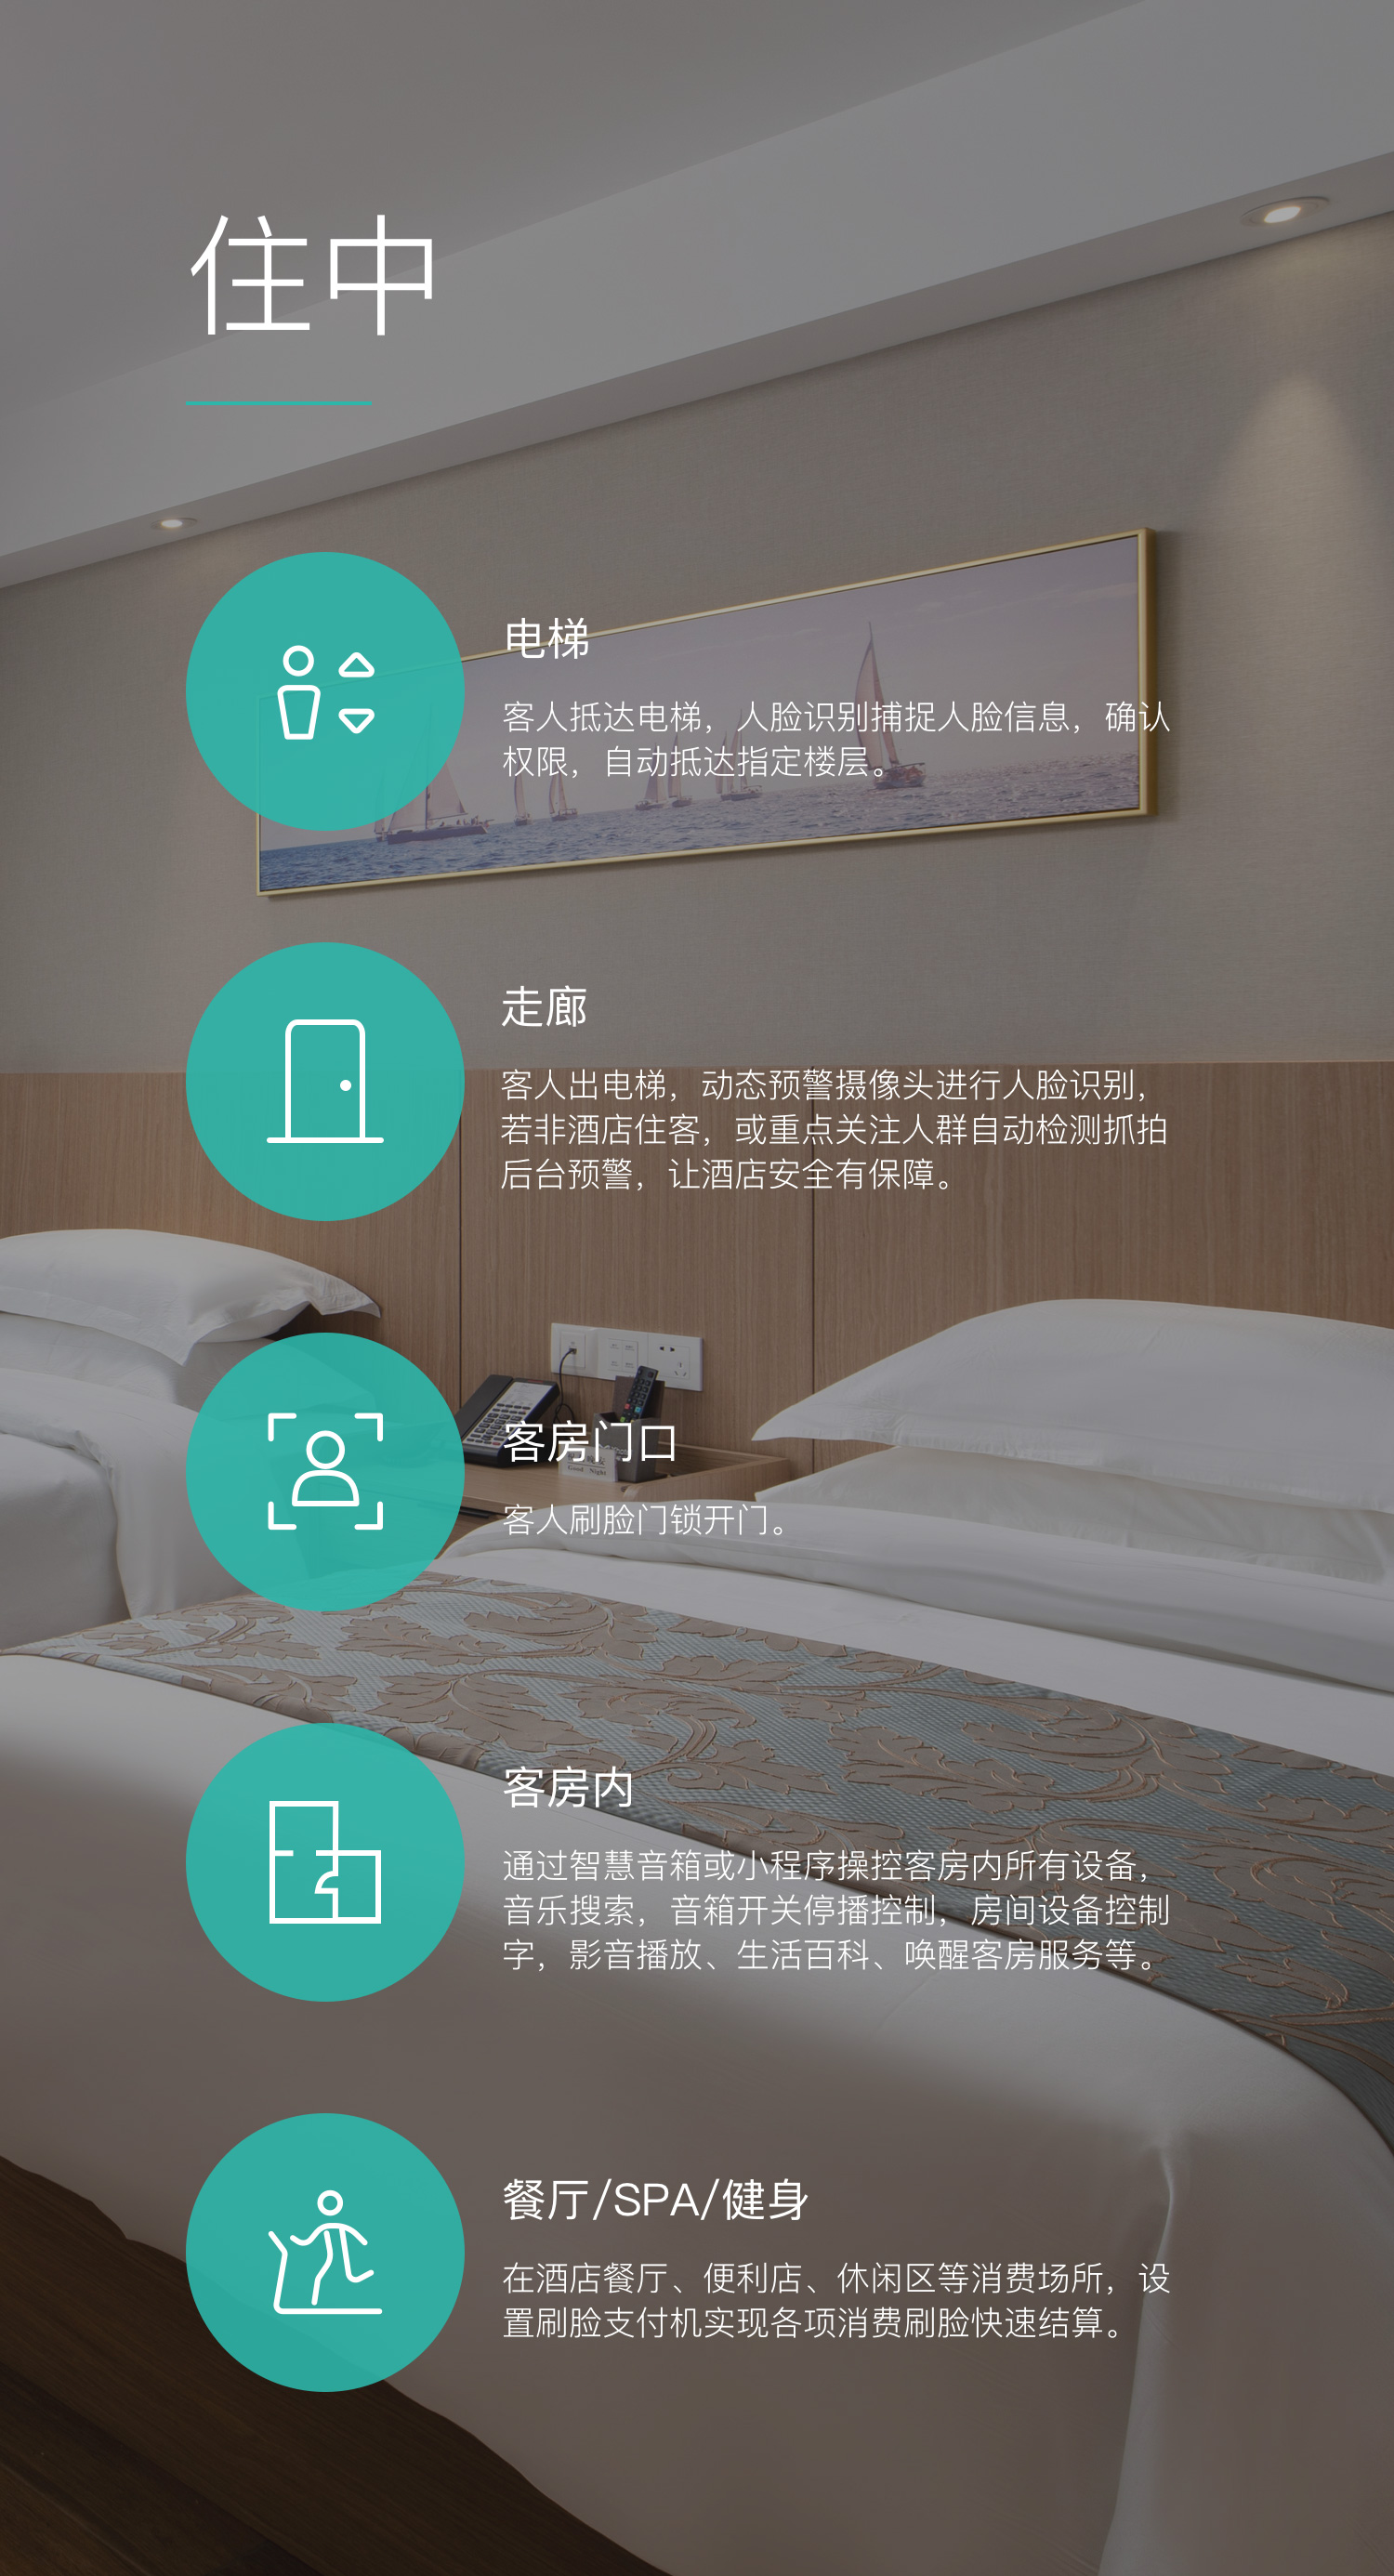 住中
电梯
客人抵达电梯，人脸识别捕捉人脸信息，确认
权限，自动抵达指定楼层。
走廊
客人出电梯，动态预警摄像头进行人脸识别，
若非酒店住客，或重点关注人群自动检测抓拍
后台预警，让酒店安全有保障。
客房门口
客人刷脸门锁开门。
客房内
通过智慧音箱或小程序操控客房内所有设备，
音乐搜索，音箱开关停播控制，房间设备控制
字，影音播放、生活百科、唤醒客房服务等。
餐厅/SPA/健身
在酒店餐厅、便利店、休闲区等消费场所，设
置刷脸支付机实现各项消费刷脸快速结算。